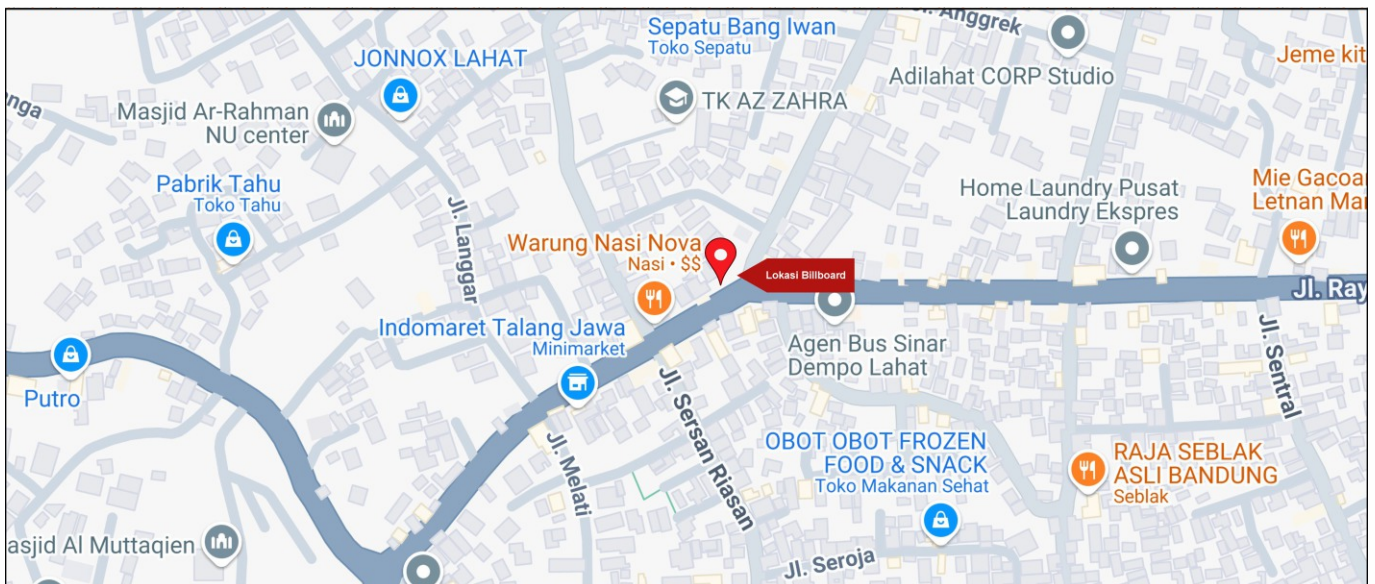 Sepatu Bang Iwan
Toko Sepatu
Jl. Anggrek
JONNOX LAHAT
Adilahat CORP Studio
Jeme kit
anga
Masjid Ar-Rahman
NU center
TK AZ ZAHRA
Pabrik Tahu
Toko Tahu
Jl. Langgar
Home Laundry Pusat
Laundry Ekspres
Mie Gacoa
Letnan Mar
Warung Nasi Nova
Nasi • $$
Lokasi Billboard
Jl. Ray
Indomaret Talang Jawa
Minimarket
Agen Bus Sinar
Dempo Lahat
Jl. Sentral
Putro
Jl. Sersan Riasan
Jl. Melati
OBOT OBOT FROZEN
FOOD & SNACK
Toko Makanan Sehat
RAJA SEBLAK
ASLI BANDUNG
Seblak
asjid Al Muttaqien
Jl. Seroja